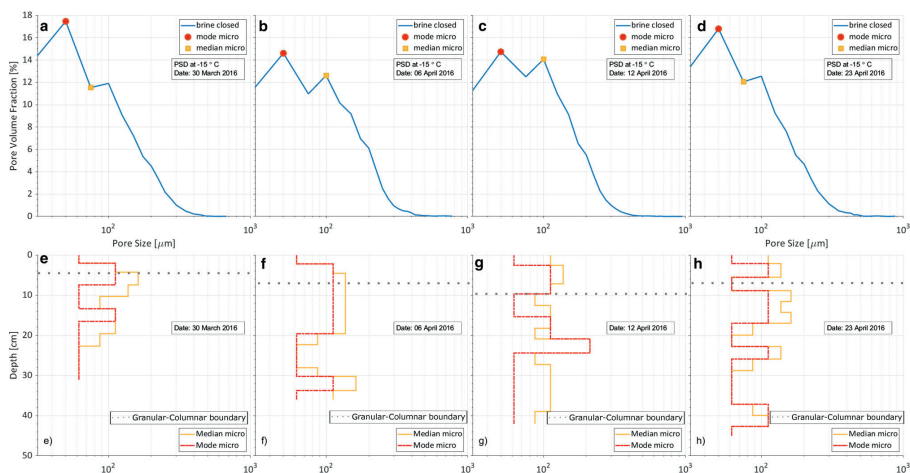 a
brine closed
mode micro
median micro
PSD at -15 ° C
Date: 30 March 2016
b
brine closed
mode micro
median micro
PSD at -15 ° C
Date: 06 April 2016
c
brine closed
mode micro
median micro
PSD at -15 ° C
Date: 12 April 2016
d
brine closed
mode micro
median micro
PSD at -15 ° C
Date: 23 April 2016
Pore Volume Fraction [%]
18
16
14
12
10
8
6
4
2
0
10² 10³ 10² 10³ 10² 10³ 10² 10³
Pore Size [μm] Pore Size [μm]
e
Date: 30 March 2016
Granular-Columnar boundary
Median micro
Mode micro
e)
f
Date: 06 April 2016
Granular-Columnar boundary
Median micro
Mode micro
f)
g
Date: 12 April 2016
Granular-Columnar boundary
Median micro
Mode micro
g)
h
Date: 23 April 2016
Granular-Columnar boundary
Median micro
Mode micro
h)
Depth [cm]
0
10
20
30
40
50
10² 10³ 10² 10³ 10² 10³ 10² 10³